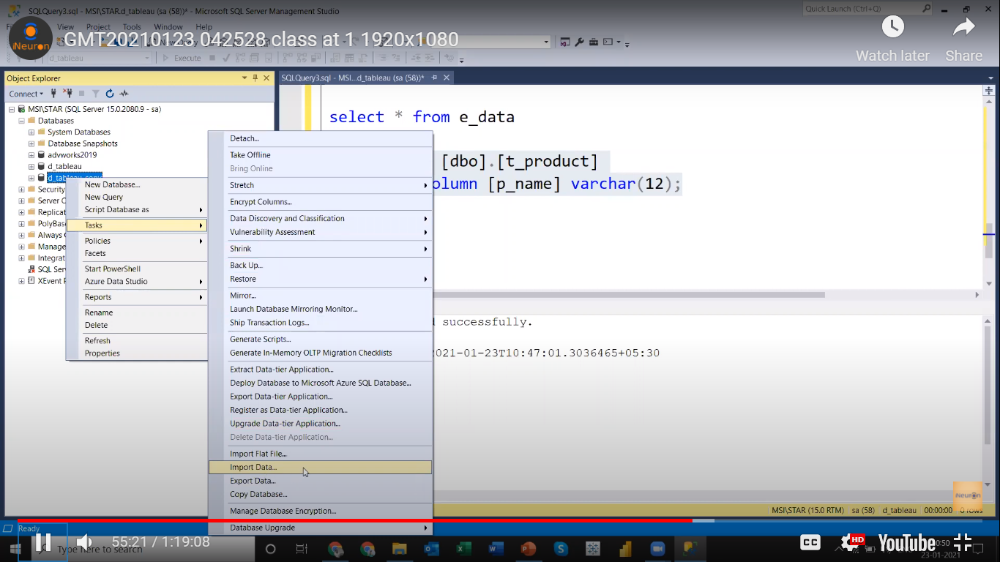 SQLQuery3.sql - MSI\STAR.d_tableau (sa (58))* - Microsoft SQL Server Management Studio
Quick Launch (Ctrl+Q)
View Project Tools Window Help
iNeuron
GMT20210123 042528 class at 1 1920x1080
Watch later
Share
d_tableau
Execute
Object Explorer
SQLQuery3.sql - MSI...d_tableau (sa (58))*
Connect
MSI\STAR (SQL Server 15.0.2080.9 - sa)
Databases
System Databases
Database Snapshots
advworks2019
d_tableau
d_tableau_copy
Security
Server
Replicat
PolyBase
Always
Manage
Integrat
SQL Ser
XEvent
New Database...
New Query
Script Database as
Tasks
Policies
Facets
Start PowerShell
Azure Data Studio
Reports
Rename
Delete
Refresh
Properties
Detach...
Take Offline
Bring Online
Stretch
Encrypt Columns...
Data Discovery and Classification
Vulnerability Assessment
Shrink
Back Up...
Restore
Mirror...
Launch Database Mirroring Monitor...
Ship Transaction Logs...
Generate Scripts...
Generate In-Memory OLTP Migration Checklists
Extract Data-tier Application...
Deploy Database to Microsoft Azure SQL Database...
Export Data-tier Application...
Register as Data-tier Application...
Upgrade Data-tier Application...
Delete Data-tier Application...
Import Flat File...
Import Data...
Export Data...
Copy Database...
Manage Database Encryption...
Database Upgrade
select * from e_data
[dbo].[t_product]
olumn [p_name] varchar(12);
d successfully.
2021-01-23T10:47:01.3036465+05:30
iNeuron
MSI\STAR (15.0 RTM) sa (58) d_tableau 00:00:00 0 rows
Ready
Type here to search
55:21 / 1:19:08
CC
HD
YouTube
10:50
23-01-2021